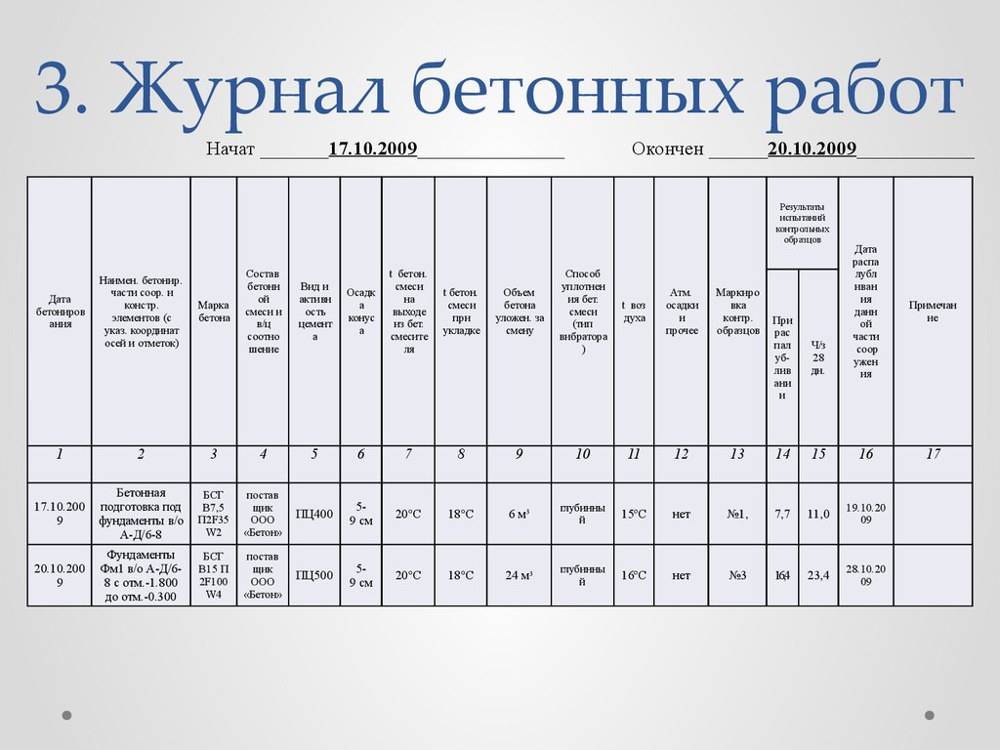 3. Журнал бетонных работ
Начат 17.10.2009 Окончен 20.10.2009
Дата
бетониров
ания
Наимен. бетонир.
части соор. и
констр.
элементов (с
указ. координат
осей и отметок)
Марка
бетона
Состав
бетонн
ой
смеси и
в/ц
соотно
шение
Вид и
активн
ость
цемент
а
Осадк
а
конус
а
t бетон.
смеси
на
выходе
из бет.
смесите
ля
t бетон.
смеси
при
укладке
Объем
бетона
уложен. за
смену
Способ
уплотнен
ия бет.
смеси
(тип
вибратора
)
t воз
духа
Атм.
осадки
и
прочее
Маркиро
вка
контр.
образцов
Результаты
испытаний
контрольных
образцов
При
рас
пал
уб-
лив
ани
и
Ч/з
28
дн.
Дата
распа
лубл
иван
ия
данн
ой
части
соор
ужен
ия
Примечан
ие
1 2 3 4 5 6 7 8 9 10 11 12 13 14 15 16 17
17.10.200
9
Бетонная
подготовка под
фундаменты в/о
А-Д/6-8
БСГ
В7,5
П2F35
W2
постав
щик
ООО
«Бетон»
ПЦ400
5-
9 см
20°С
18°С
6 м³
глубинны
й
15°С
нет
№1,
7,7
11,0
19.10.20
09
20.10.200
9
Фундаменты
Фм1 в/о А-Д/6-
8 с отм.-1.800
до отм.-0.300
БСГ
В15 П
2F100
W4
постав
щик
ООО
«Бетон»
ПЦ500
5-
9 см
20°С
18°С
24 м³
глубинны
й
16°С
нет
№3
16,4
23,4
28.10.20
09